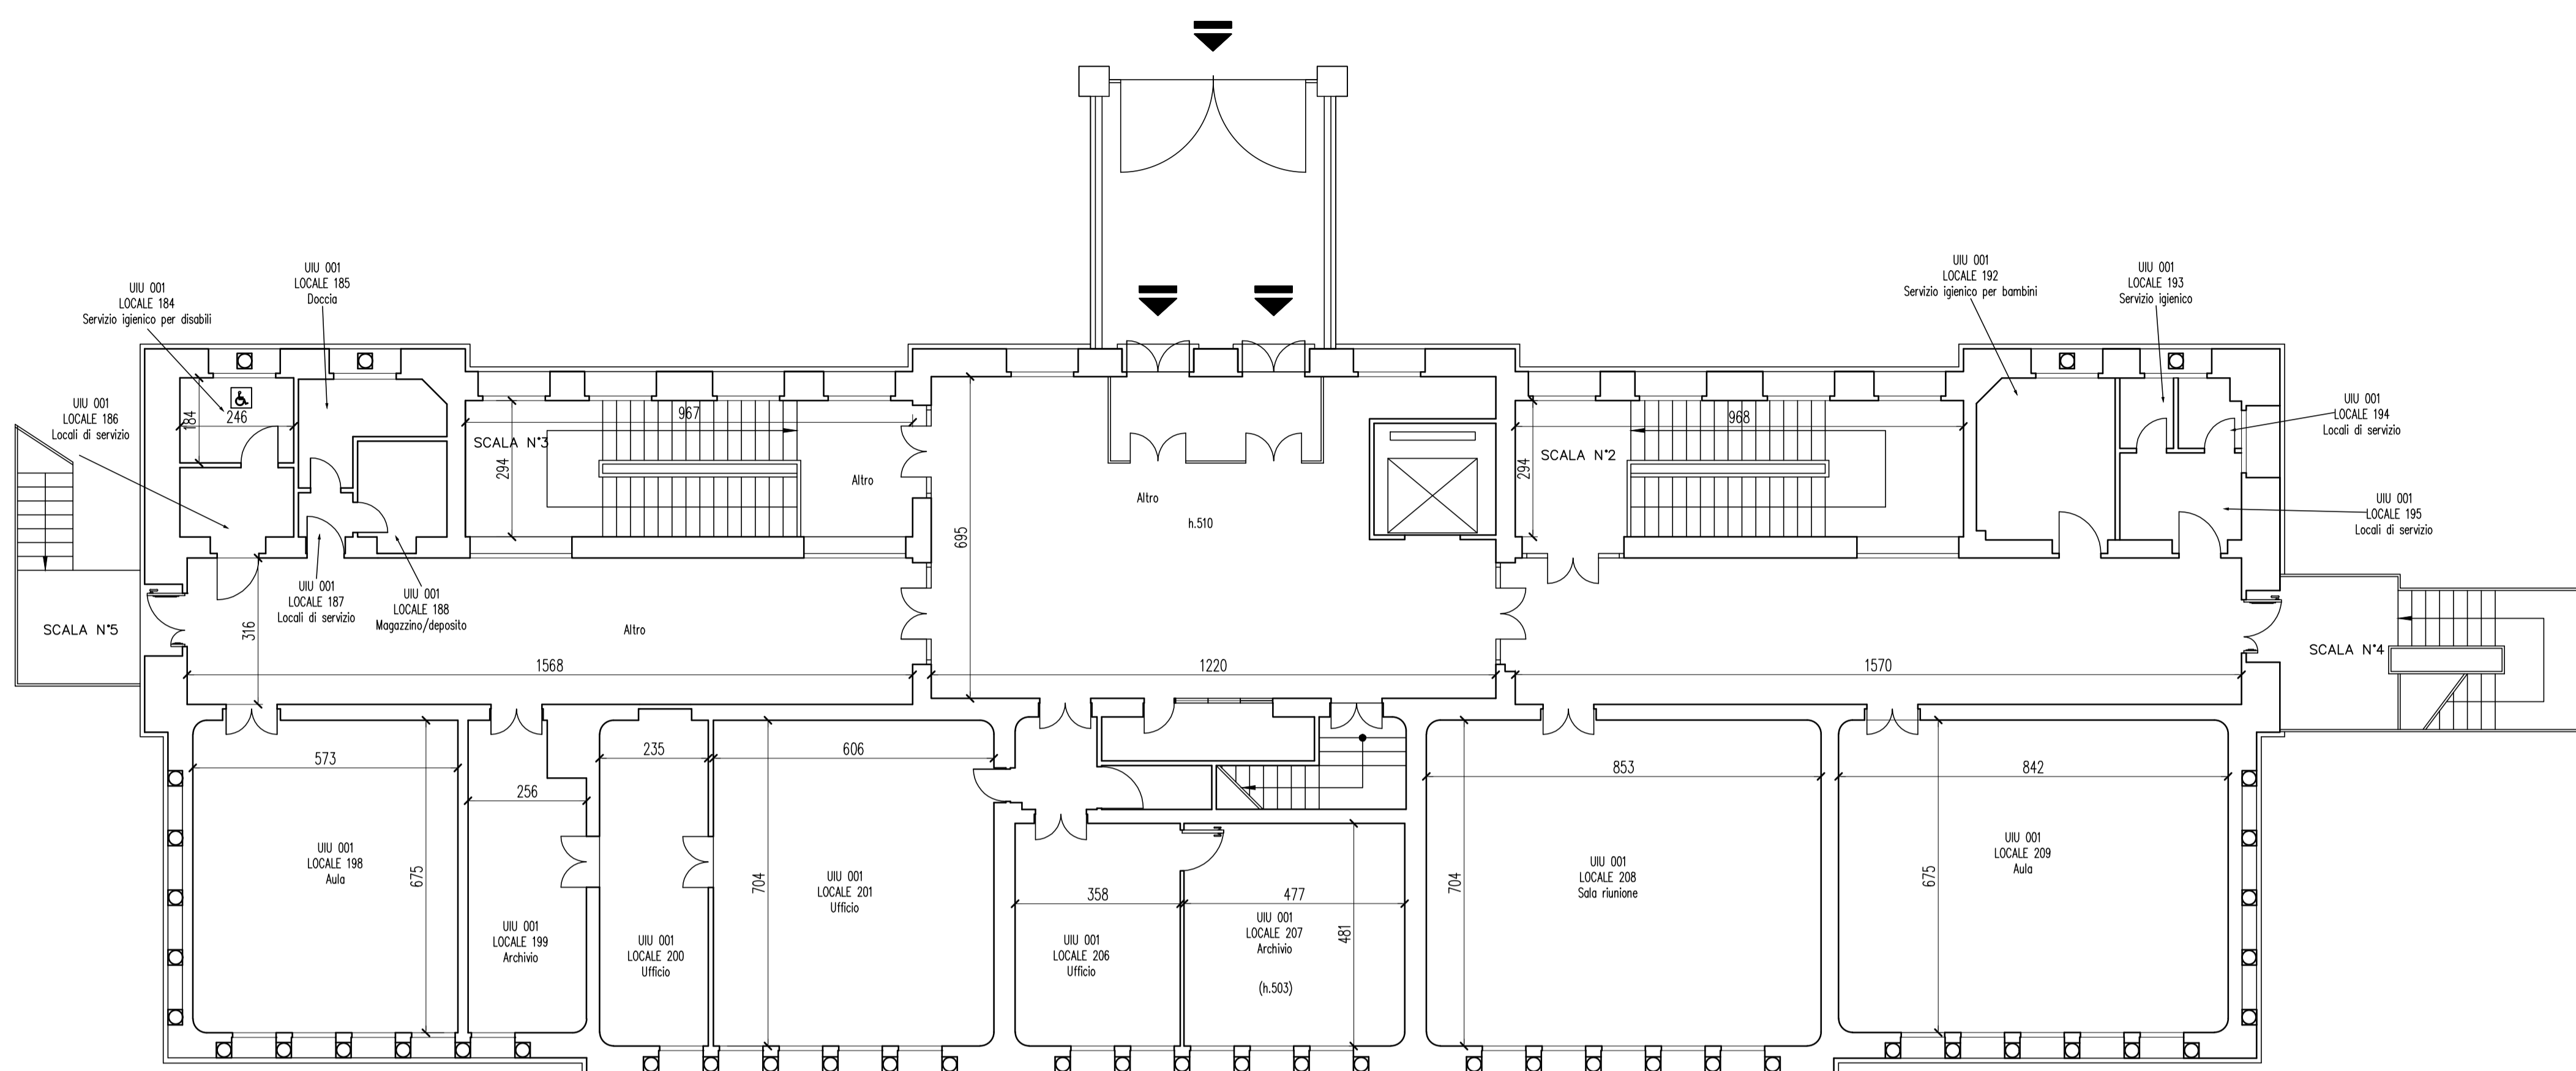 UIU 001
LOCALE 184
Servizio igienico per disabili
UIU 001
LOCALE 185
Doccia
UIU 001
LOCALE 192
Servizio igienico per bambini
UIU 001
LOCALE 193
Servizio igienico
UIU 001
LOCALE 186
Locali di servizio
UIU 001
LOCALE 194
Locali di servizio
184
246
967
SCALA N°3
294
Altro
Altro
h.510
695
968
SCALA N°2
294
UIU 001
LOCALE 195
Locali di servizio
UIU 001
LOCALE 187
Locali di servizio
UIU 001
LOCALE 188
Magazzino/deposito
SCALA N°5
316
Altro
SCALA N°4
1568
1220
1570
573
235
606
853
842
256
UIU 001
LOCALE 198
Aula
675
UIU 001
LOCALE 199
Archivio
UIU 001
LOCALE 200
Ufficio
704
UIU 001
LOCALE 201
Ufficio
358
477
UIU 001
LOCALE 206
Ufficio
UIU 001
LOCALE 207
Archivio
(h.503)
481
704
UIU 001
LOCALE 208
Sala riunione
675
UIU 001
LOCALE 209
Aula